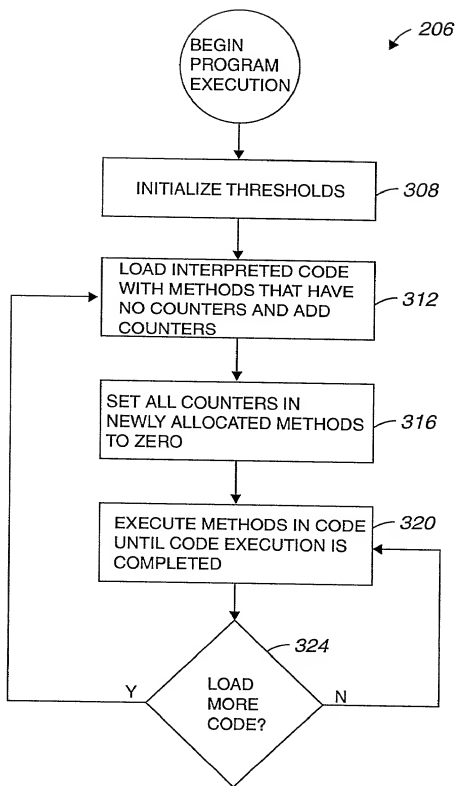 BEGIN
PROGRAM
EXECUTION
206
INITIALIZE THRESHOLDS
308
LOAD INTERPRETED CODE
WITH METHODS THAT HAVE
NO COUNTERS AND ADD
COUNTERS
312
SET ALL COUNTERS IN
NEWLY ALLOCATED METHODS
TO ZERO
316
EXECUTE METHODS IN CODE
UNTIL CODE EXECUTION IS
COMPLETED
320
324
LOAD
MORE
CODE?
Y
N